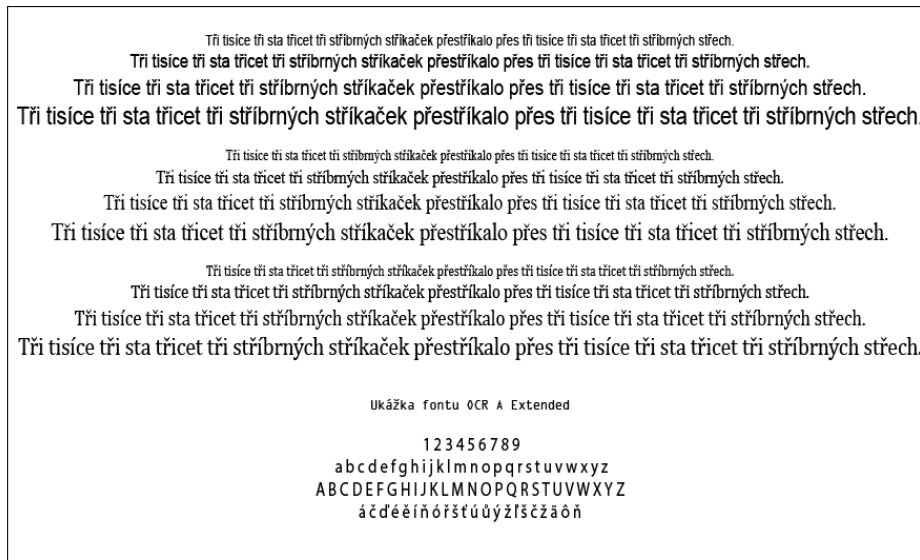 Tři tisíce tři sta třicet tři stříbrných stříkaček přestříkalo přes tři tisíce tři sta třicet tři stříbrných střech.
Tři tisíce tři sta třicet tři stříbrných stříkaček přestříkalo přes tři tisíce tři sta třicet tři stříbrných střech.
Tři tisíce tři sta třicet tři stříbrných stříkaček přestříkalo přes tři tisíce tři sta třicet tři stříbrných střech.
Tři tisíce tři sta třicet tři stříbrných stříkaček přestříkalo přes tři tisíce tři sta třicet tři stříbrných střech.
Tři tisíce tři sta třicet tři stříbrných stříkaček přestříkalo přes tři tisíce tři sta třicet tři stříbrných střech.
Tři tisíce tři sta třicet tři stříbrných stříkaček přestříkalo přes tři tisíce tři sta třicet tři stříbrných střech.
Tři tisíce tři sta třicet tři stříbrných stříkaček přestříkalo přes tři tisíce tři sta třicet tři stříbrných střech.
Tři tisíce tři sta třicet tři stříbrných stříkaček přestříkalo přes tři tisíce tři sta třicet tři stříbrných střech.
Tři tisíce tři sta třicet tři stříbrných stříkaček přestříkalo přes tři tisíce tři sta třicet tři stříbrných střech.
Tři tisíce tři sta třicet tři stříbrných stříkaček přestříkalo přes tři tisíce tři sta třicet tři stříbrných střech.
Tři tisíce tři sta třicet tři stříbrných stříkaček přestříkalo přes tři tisíce tři sta třicet tři stříbrných střech.
Tři tisíce tři sta třicet tři stříbrných stříkaček přestříkalo přes tři tisíce tři sta třicet tři stříbrných střech.
Ukážka fontu OCR A Extended
123456789
abcdefghijklmnopqrstuvwxyz
ABCDEFGHIJKLMNOPQRSTUVWXYZ
áčďéěíňóřšťúůýžľščžäôň